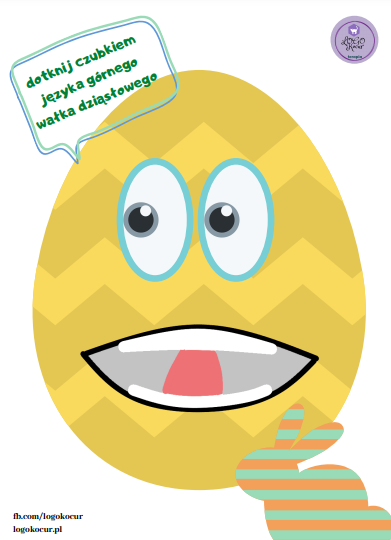 dotknij czubkiem
języka górnego
wałka dziąsłowego
fb.com/logokocur
logokocur.pl